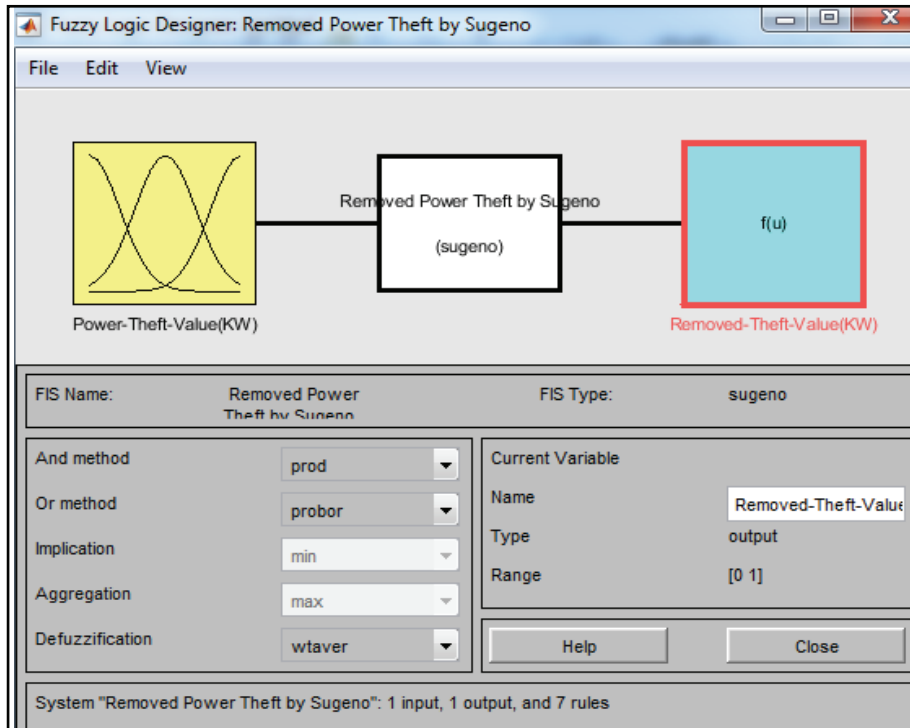 Fuzzy Logic Designer: Removed Power Theft by Sugeno
File Edit View
Removed Power Theft by Sugeno
(sugeno)
f(u)
Power-Theft-Value(KW)
Removed-Theft-Value(KW)
FIS Name:
Removed Power
Theft by Sugeno
FIS Type:
sugeno
And method
prod
Or method
probor
Implication
min
Aggregation
max
Defuzzification
wtaver
Current Variable
Name
Removed-Theft-Value
Type
output
Range
[0 1]
Help
Close
System "Removed Power Theft by Sugeno": 1 input, 1 output, and 7 rules